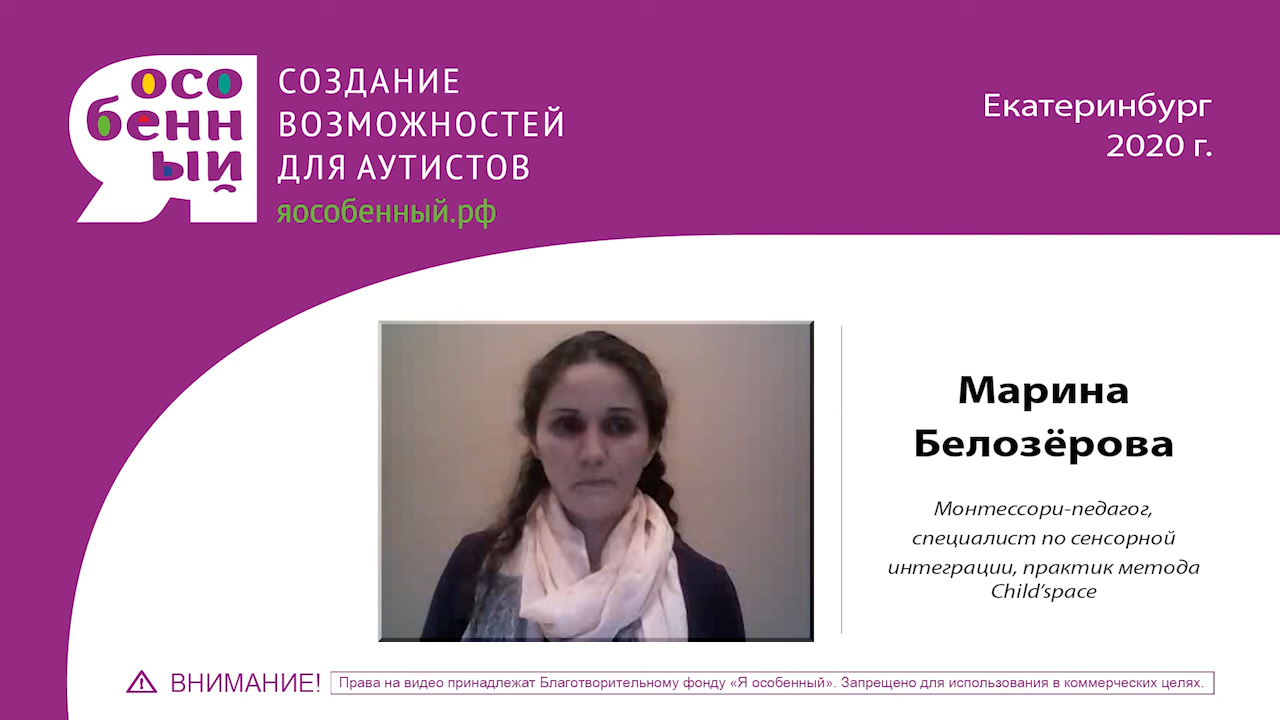 осо
бенн
ый
Я
СОЗДАНИЕ
ВОЗМОЖНОСТЕЙ
ДЛЯ АУТИСТОВ
яособенный.рф
Екатеринбург
2020 г.
Марина
Белозёрова
Монтессори-педагог,
специалист по сенсорной
интеграции, практик метода
Child’space
ВНИМАНИЕ!
Права на видео принадлежат Благотворительному фонду «Я особенный». Запрещено для использования в коммерческих целях.